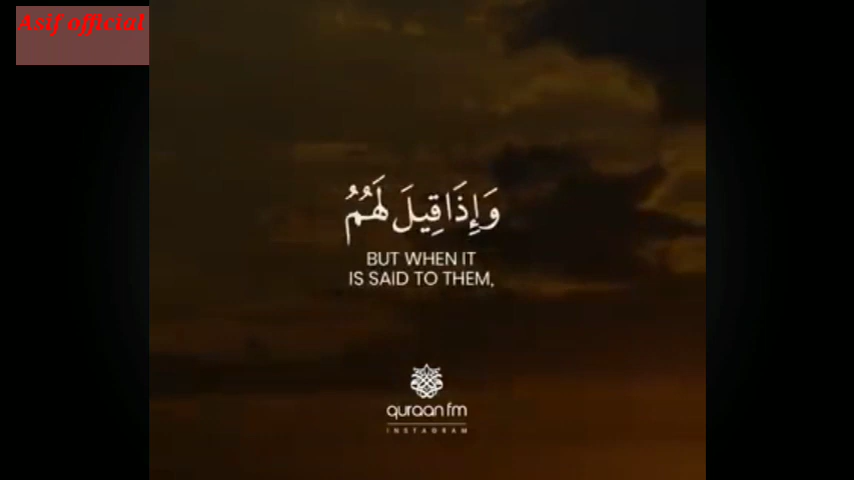 Asif official
وَإِذَا قِيلَ لَهُمُ
BUT WHEN IT
IS SAID TO THEM,
quraan fm
INSTAGRAM